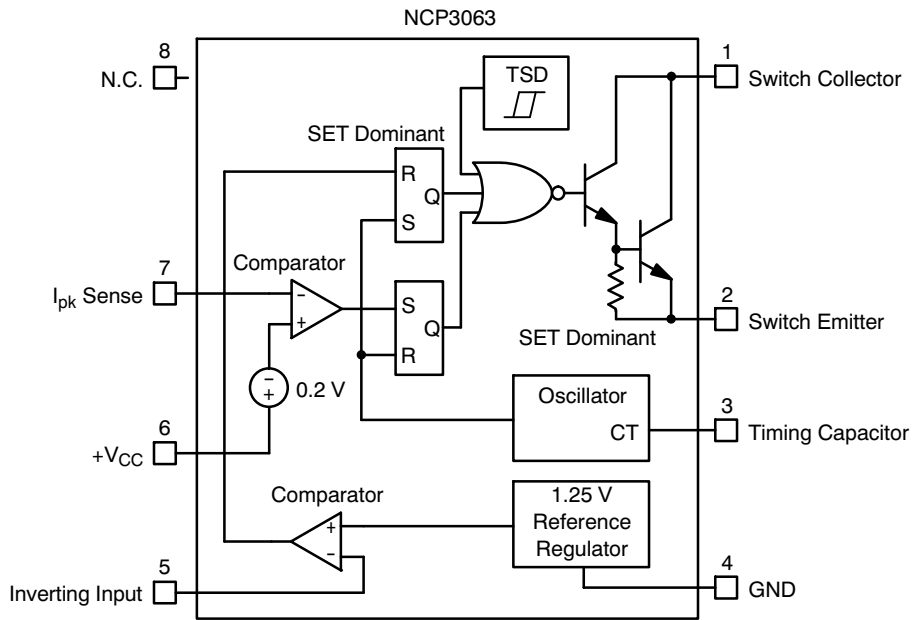 NCP3063
8
N.C.
1
Switch Collector
TSD
SET Dominant
R
Q
S
Comparator
7
Ipk Sense
-
+
S
Q
R
2
Switch Emitter
SET Dominant
-
+
0.2 V
Oscillator
CT
3
Timing Capacitor
6
+VCC
Comparator
+
-
1.25 V
Reference
Regulator
5
Inverting Input
4
GND